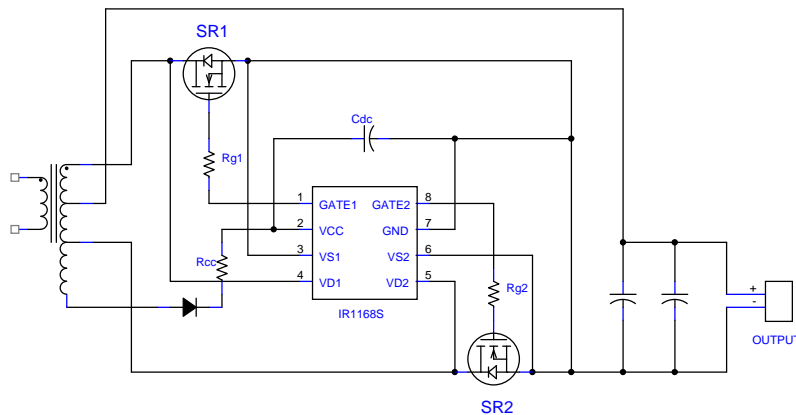 SR1
Cdc
Rg1
1 GATE1 GATE2 8
2 VCC GND 7
3 VS1 VS2 6
4 VD1 VD2 5
Rcc
Rg2
IR1168S
+
-
OUTPUT
SR2